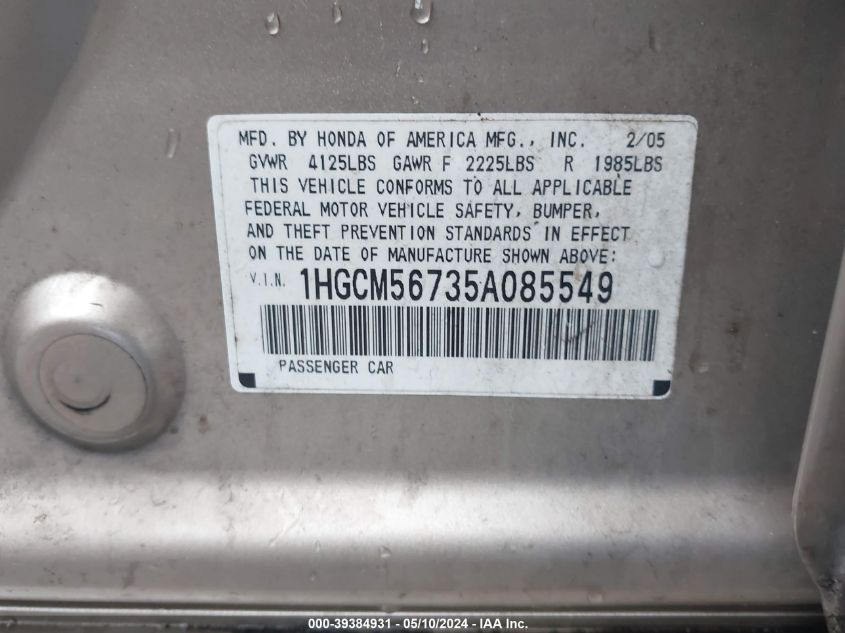 MFD. BY HONDA OF AMERICA MFG., INC. 2/05
GVWR 4125LBS GAWR F 2225LBS R 1985LBS
THIS VEHICLE CONFORMS TO ALL APPLICABLE
FEDERAL MOTOR VEHICLE SAFETY, BUMPER,
AND THEFT PREVENTION STANDARDS IN EFFECT
ON THE DATE OF MANUFACTURE SHOWN ABOVE:
V.I.N. 1HGCM56735A085549
PASSENGER CAR
000-39384931 - 05/10/2024 - IAA Inc.